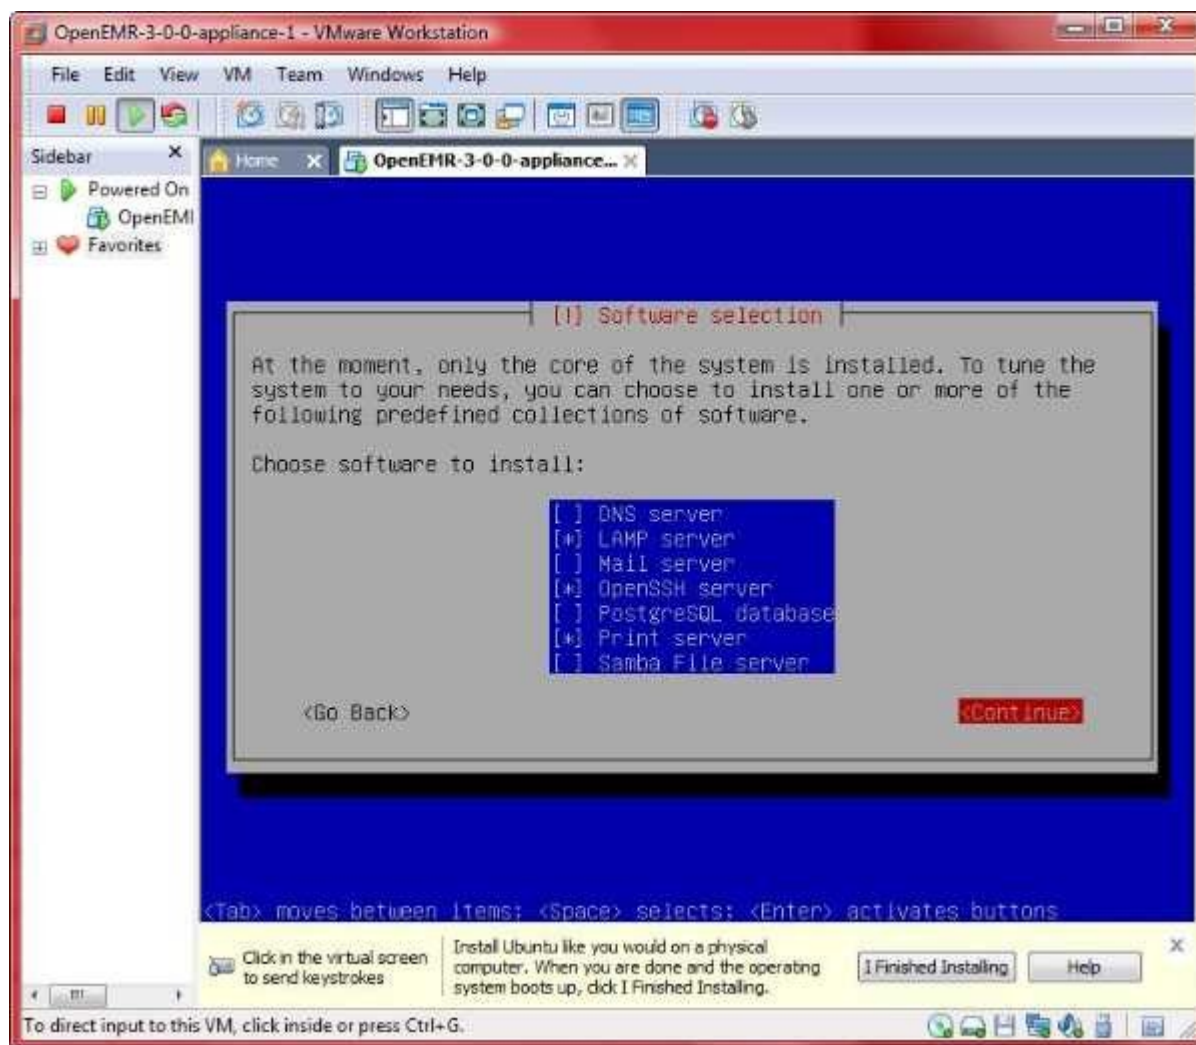 OpenEMR-3-0-0-appliance-1 - VMware Workstation
File Edit View VM Team Windows Help
Sidebar
Home
OpenEMR-3-0-0-appliance...
Powered On
OpenEMI
Favorites
[!] Software selection
At the moment, only the core of the system is installed. To tune the
system to your needs, you can choose to install one or more of the
following predefined collections of software.
Choose software to install:
[ ] DNS server
[*] LAMP server
[ ] Mail server
[*] OpenSSH server
[ ] PostgreSQL database
[*] Print server
[ ] Samba File server
<Go Back> <Continue>
<Tab> moves between items; <Space> selects; <Enter> activates buttons
Click in the virtual screen
to send keystrokes
Install Ubuntu like you would on a physical
computer. When you are done and the operating
system boots up, click I Finished Installing.
I Finished Installing
Help
To direct input to this VM, click inside or press Ctrl+G.